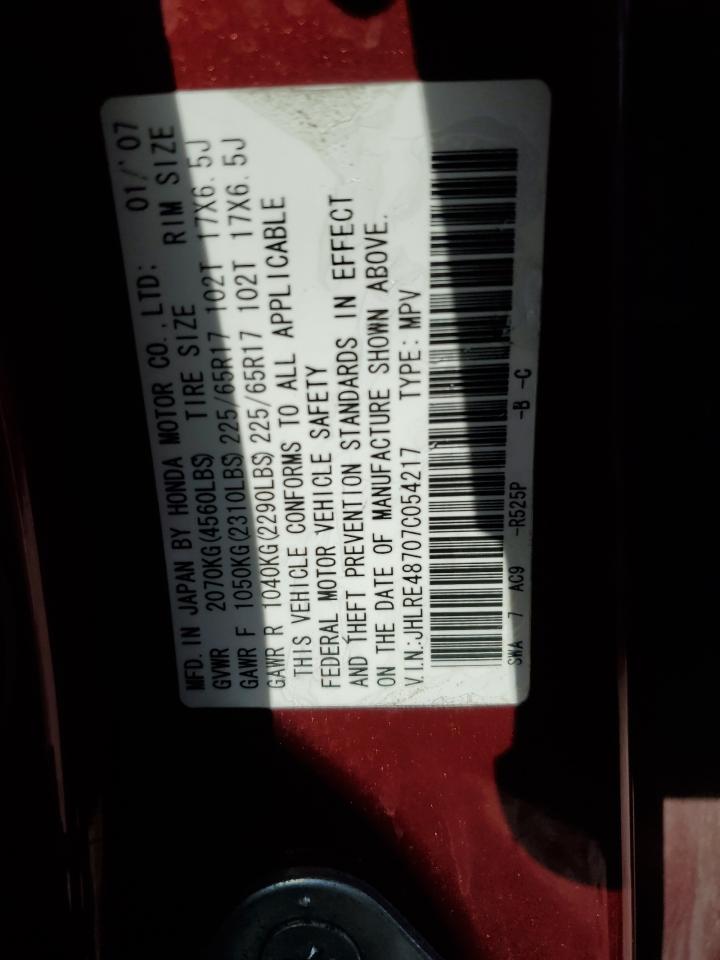 MFD. IN JAPAN BY HONDA MOTOR CO., LTD: 01/'07
GVWR 2070KG(4560LBS) TIRE SIZE RIM SIZE
GAWR F 1050KG(2310LBS) 225/65R17 102T 17X6.5J
GAWR R 1040KG(2290LBS) 225/65R17 102T 17X6.5J
THIS VEHICLE CONFORMS TO ALL APPLICABLE
FEDERAL MOTOR VEHICLE SAFETY
AND THEFT PREVENTION STANDARDS IN EFFECT
ON THE DATE OF MANUFACTURE SHOWN ABOVE.
V.I.N.:JHLRE48707C054217 TYPE: MPV
SWA 7 AC9 -R525P -B -C